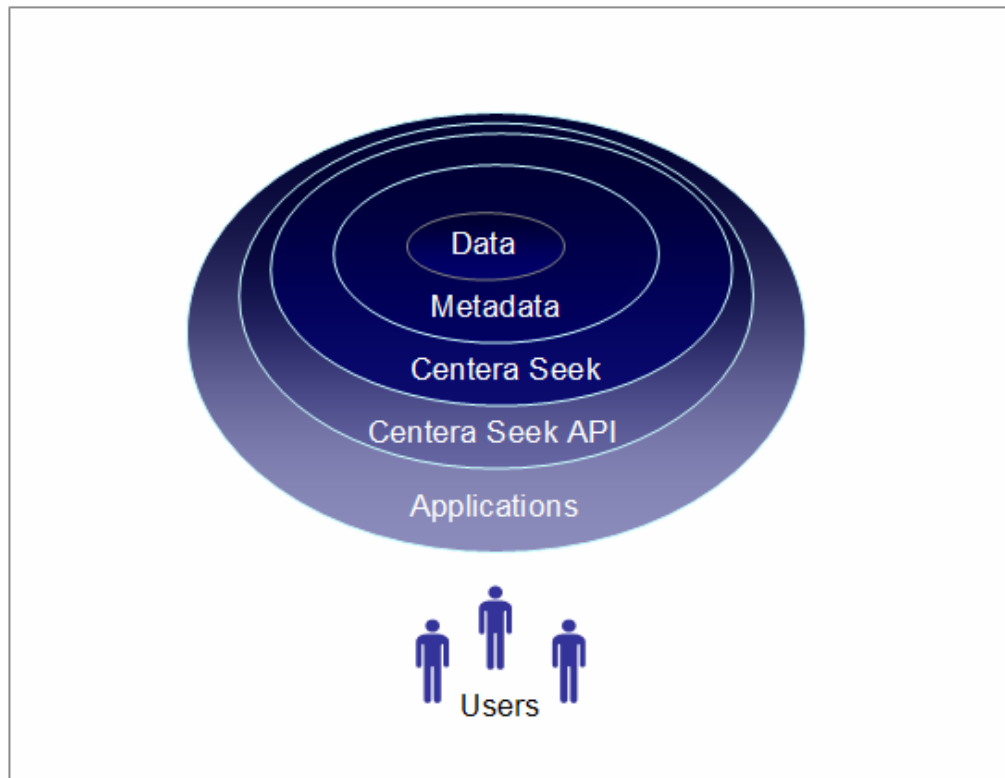 Data
Metadata
Centera Seek
Centera Seek API
Applications
Users